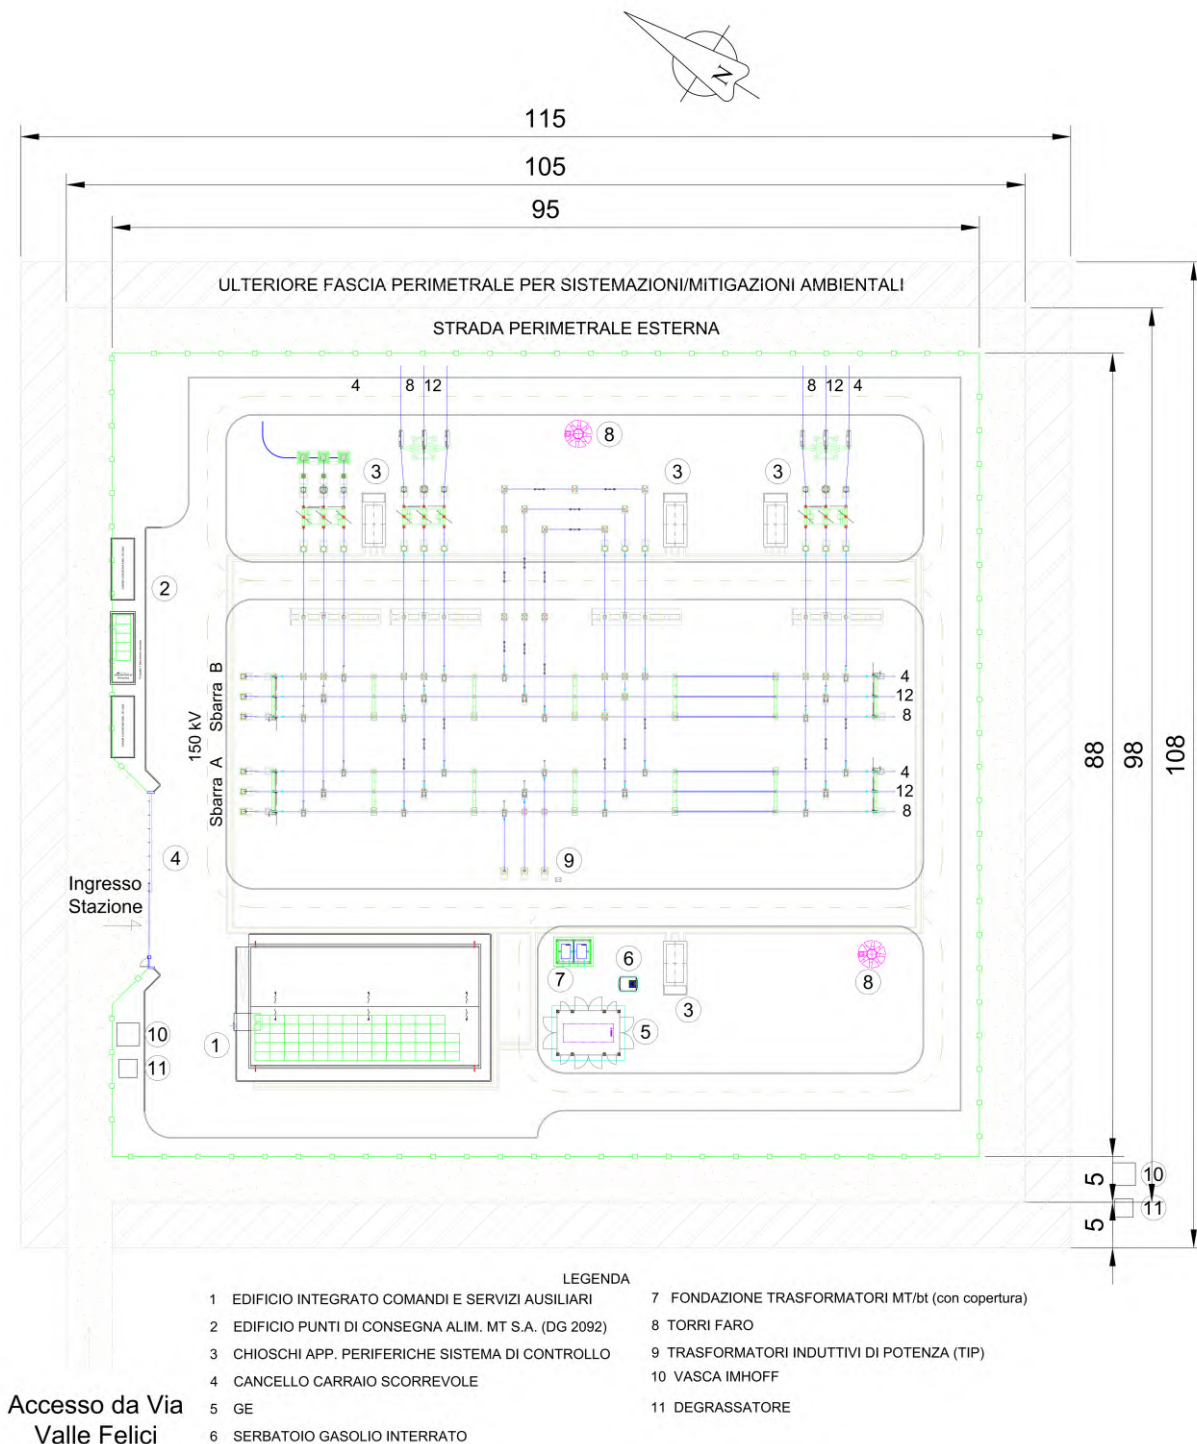 N
115
105
95
ULTERIORE FASCIA PERIMETRALE PER SISTEMAZIONI/MITIGAZIONI AMBIENTALI
STRADA PERIMETRALE ESTERNA
4 8 12 8 12 4
8
3 3 3
2
150 kV
Sbarra B
Sbarra A
4
12
8
4
12
8
88
98
108
4
9
Ingresso
Stazione
7
6
3
8
5
1
10
11
5
10
5
11
LEGENDA
1 EDIFICIO INTEGRATO COMANDI E SERVIZI AUSILIARI
2 EDIFICIO PUNTI DI CONSEGNA ALIM. MT S.A. (DG 2092)
3 CHIOSCHI APP. PERIFERICHE SISTEMA DI CONTROLLO
4 CANCELLO CARRAIO SCORREVOLE
5 GE
6 SERBATOIO GASOLIO INTERRATO
7 FONDAZIONE TRASFORMATORI MT/bt (con copertura)
8 TORRI FARO
9 TRASFORMATORI INDUTTIVI DI POTENZA (TIP)
10 VASCA IMHOFF
11 DEGRASSATORE
Accesso da Via
Valle Felici